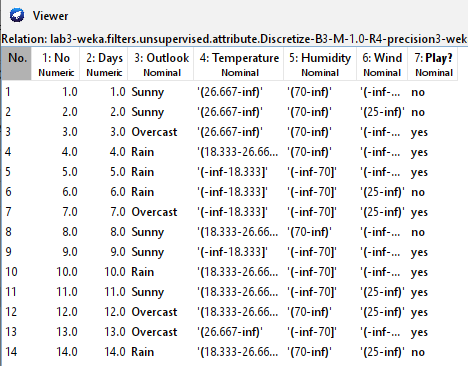 Viewer
Relation: lab3-weka.filters.unsupervised.attribute.Discretize-B3-M-1.0-R4-precision3-wek
No. 1: No 2: Days 3: Outlook 4: Temperature 5: Humidity 6: Wind 7: Play?
Numeric Numeric Nominal Nominal Nominal Nominal Nominal
1 1.0 1.0 Sunny '(26.667-inf)' '(70-inf)' '(-inf-... no
2 2.0 2.0 Sunny '(26.667-inf)' '(70-inf)' '(25-inf)' no
3 3.0 3.0 Overcast '(26.667-inf)' '(70-inf)' '(-inf-... yes
4 4.0 4.0 Rain '(18.333-26.66... '(70-inf)' '(-inf-... yes
5 5.0 5.0 Rain '(-inf-18.333]' '(-inf-70]' '(-inf-... yes
6 6.0 6.0 Rain '(-inf-18.333]' '(-inf-70]' '(25-inf)' no
7 7.0 7.0 Overcast '(-inf-18.333]' '(-inf-70]' '(25-inf)' yes
8 8.0 8.0 Sunny '(18.333-26.66... '(70-inf)' '(-inf-... no
9 9.0 9.0 Sunny '(-inf-18.333]' '(-inf-70]' '(-inf-... yes
10 10.0 10.0 Rain '(18.333-26.66... '(-inf-70]' '(-inf-... yes
11 11.0 11.0 Sunny '(18.333-26.66... '(-inf-70]' '(25-inf)' yes
12 12.0 12.0 Overcast '(18.333-26.66... '(70-inf)' '(25-inf)' yes
13 13.0 13.0 Overcast '(26.667-inf)' '(-inf-70]' '(-inf-... yes
14 14.0 14.0 Rain '(18.333-26.66... '(70-inf)' '(25-inf)' no